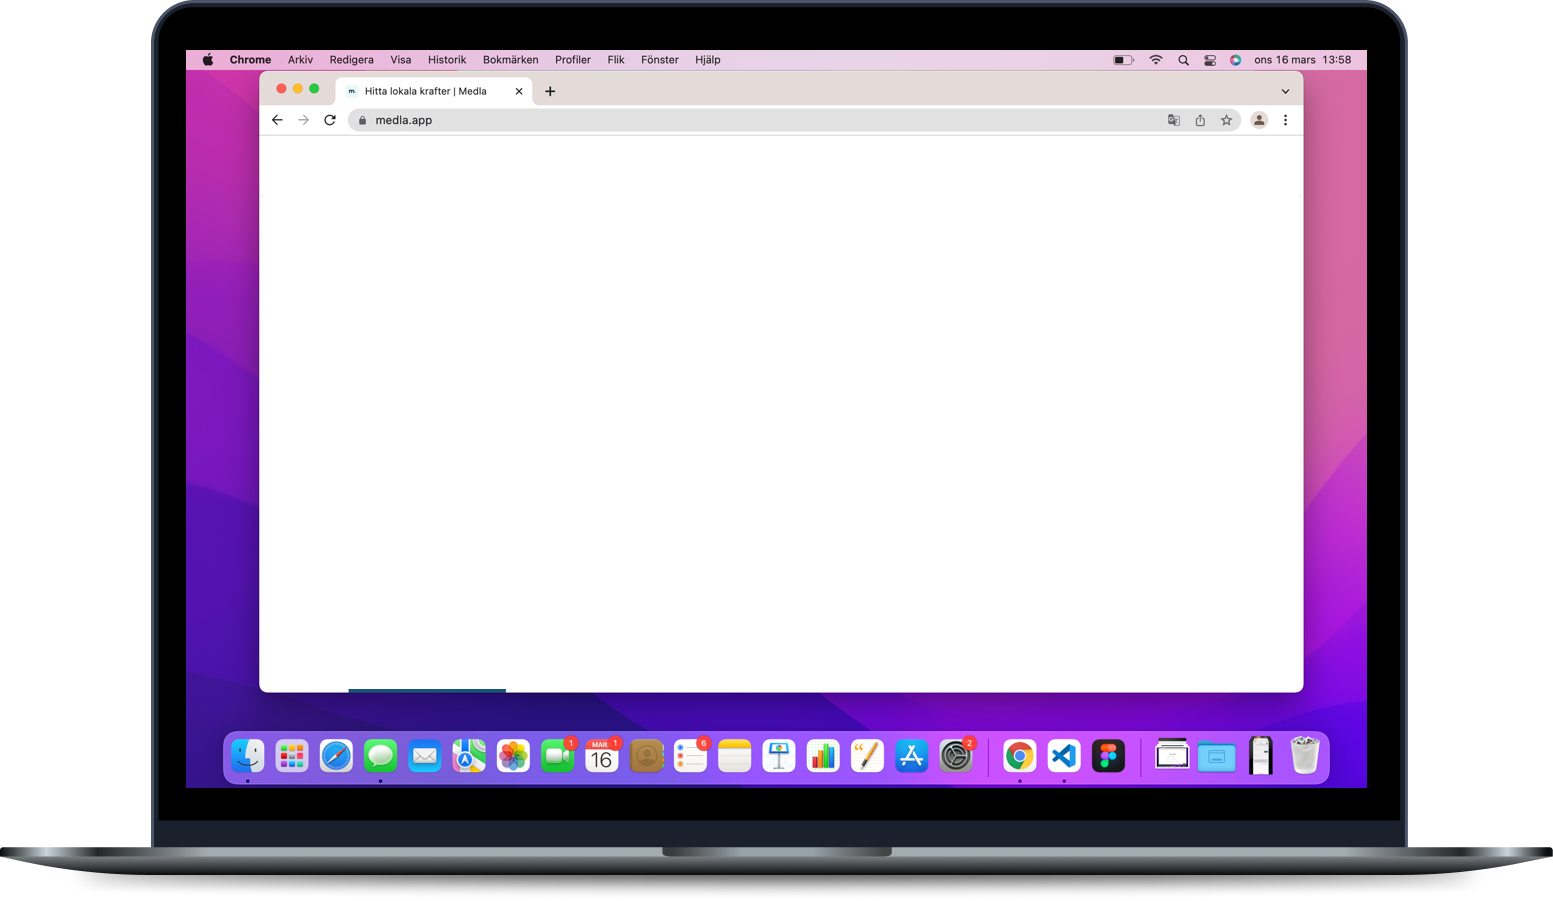 Chrome Arkiv Redigera Visa Historik Bokmärken Profiler Flik Fönster Hjälp ons 16 mars 13:58
m. Hitta lokala krafter | Medla
medla.app
1
MAR. 1
16
6
2